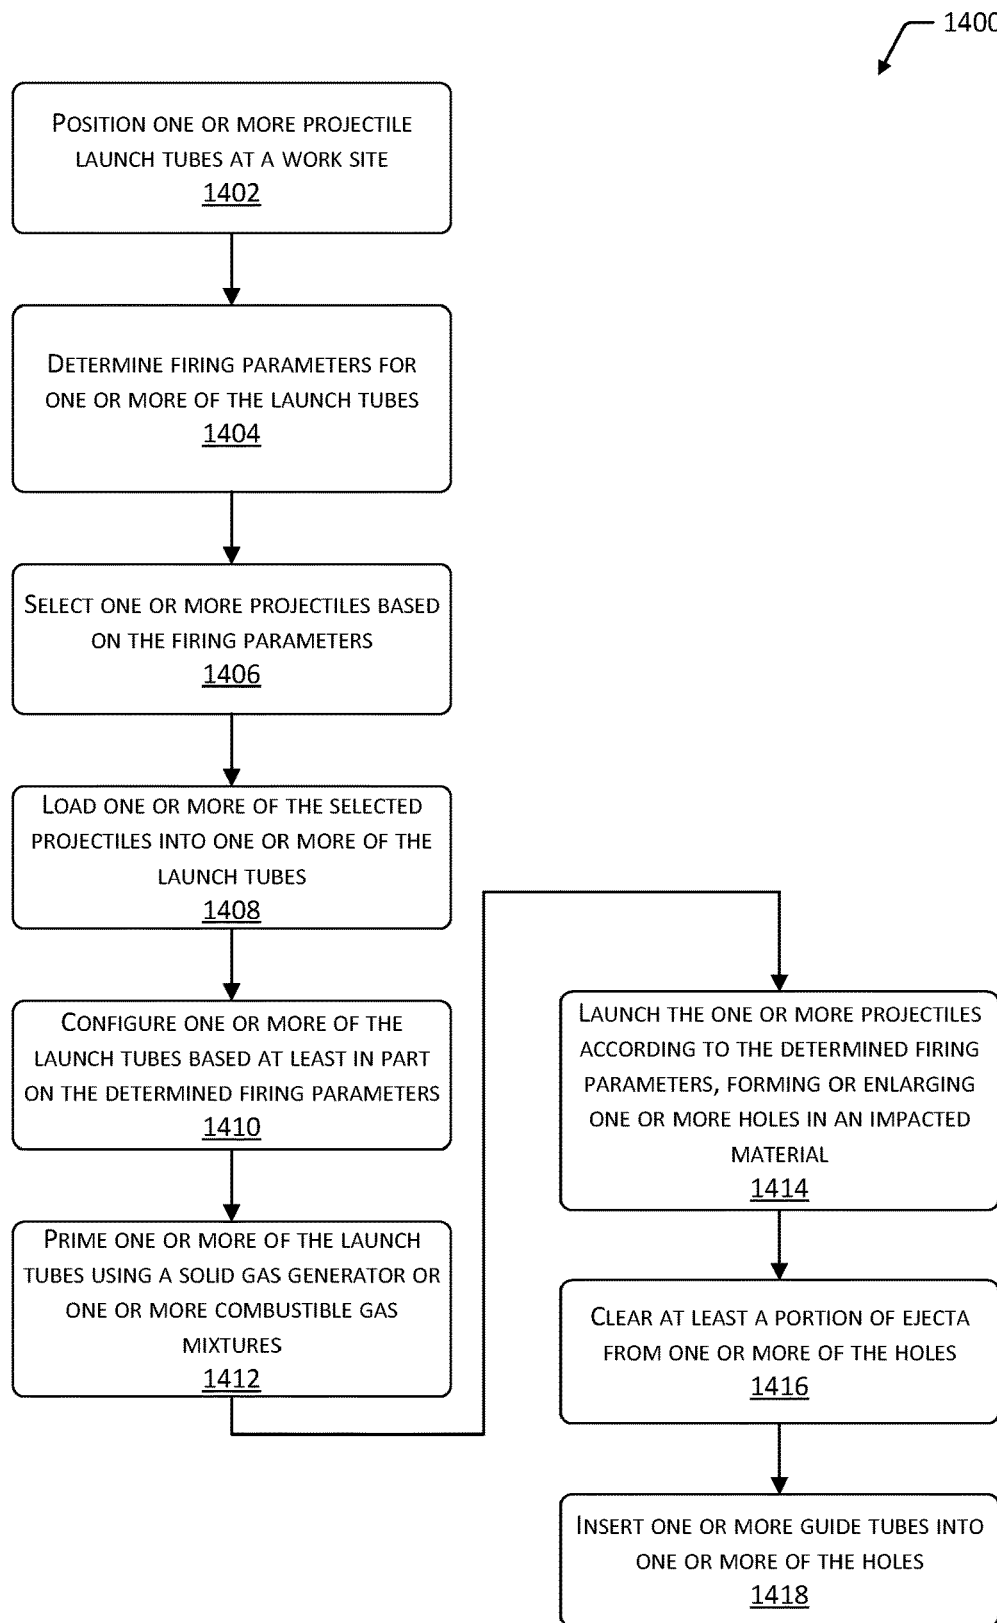 1400
POSITION ONE OR MORE PROJECTILE
LAUNCH TUBES AT A WORK SITE
1402
DETERMINE FIRING PARAMETERS FOR
ONE OR MORE OF THE LAUNCH TUBES
1404
SELECT ONE OR MORE PROJECTILES BASED
ON THE FIRING PARAMETERS
1406
LOAD ONE OR MORE OF THE SELECTED
PROJECTILES INTO ONE OR MORE OF THE
LAUNCH TUBES
1408
CONFIGURE ONE OR MORE OF THE
LAUNCH TUBES BASED AT LEAST IN PART
ON THE DETERMINED FIRING PARAMETERS
1410
PRIME ONE OR MORE OF THE LAUNCH
TUBES USING A SOLID GAS GENERATOR OR
ONE OR MORE COMBUSTIBLE GAS
MIXTURES
1412
LAUNCH THE ONE OR MORE PROJECTILES
ACCORDING TO THE DETERMINED FIRING
PARAMETERS, FORMING OR ENLARGING
ONE OR MORE HOLES IN AN IMPACTED
MATERIAL
1414
CLEAR AT LEAST A PORTION OF EJECTA
FROM ONE OR MORE OF THE HOLES
1416
INSERT ONE OR MORE GUIDE TUBES INTO
ONE OR MORE OF THE HOLES
1418